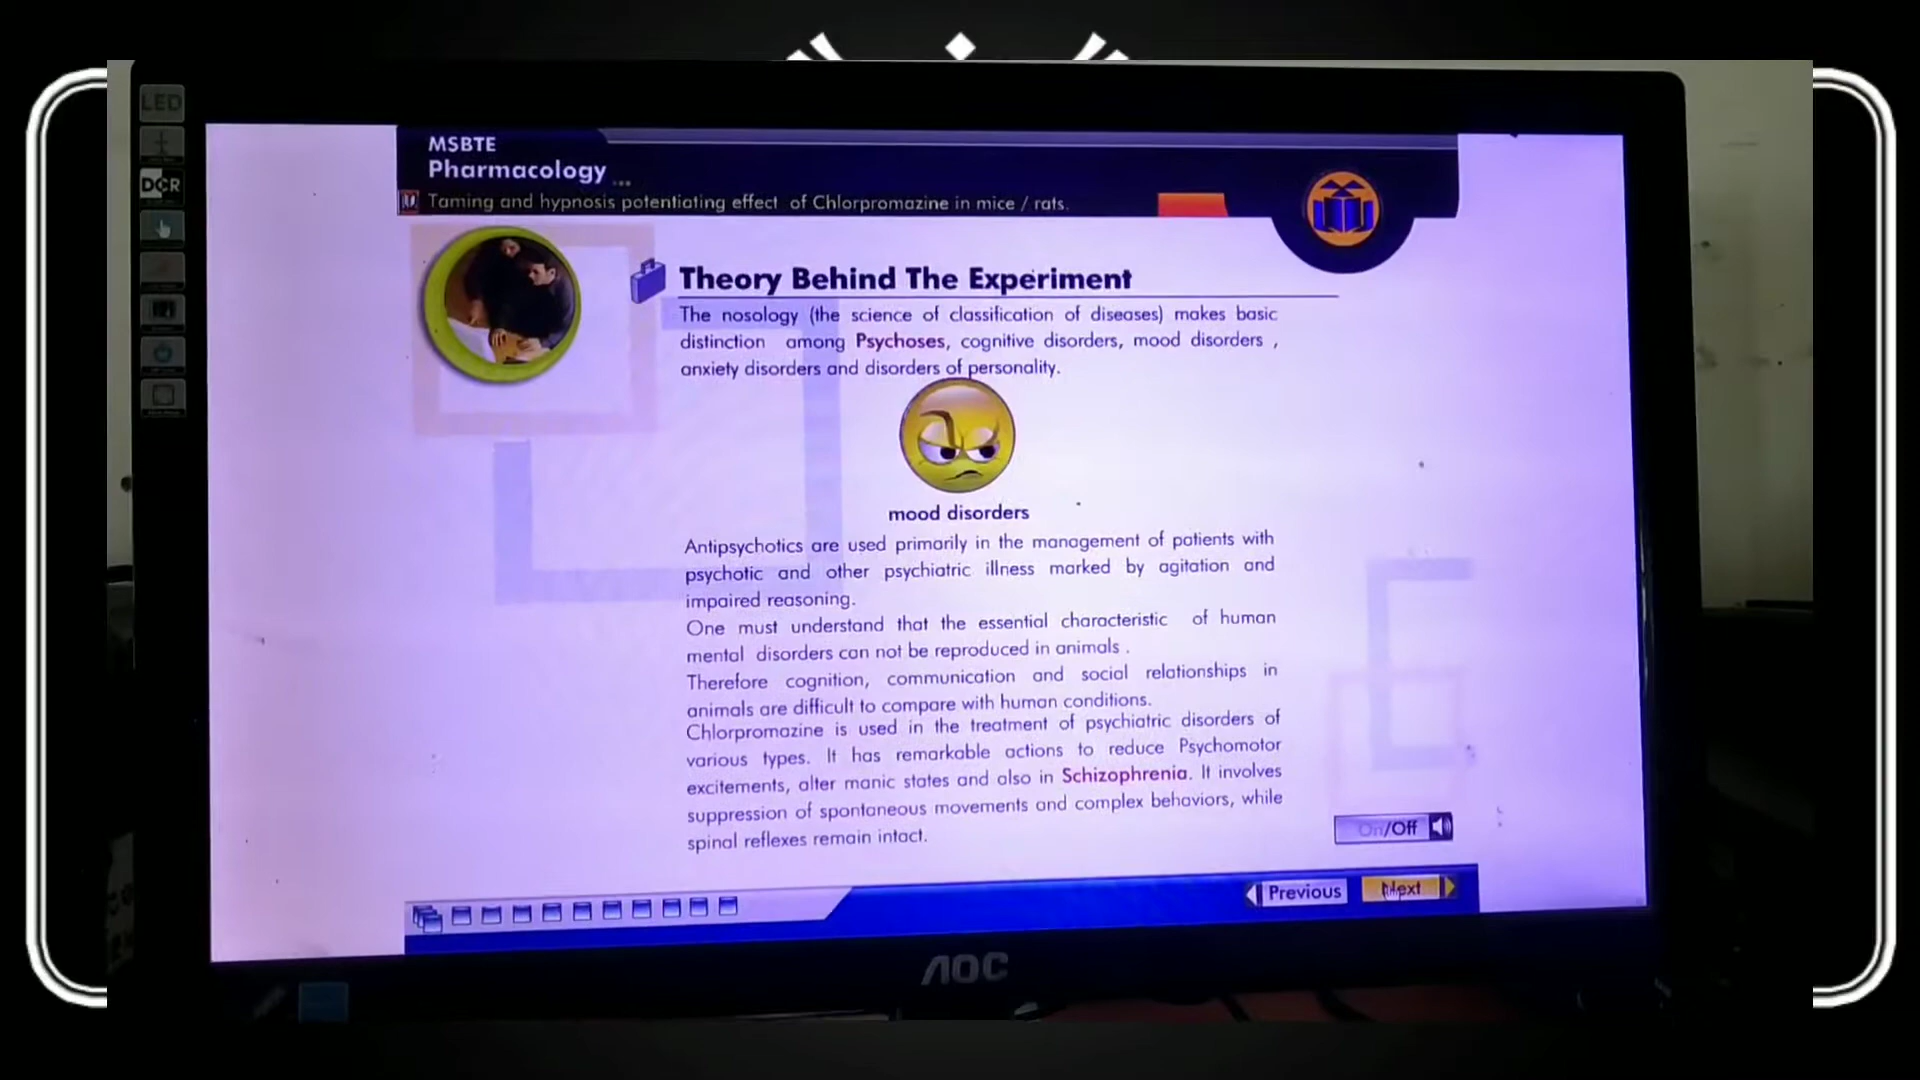 LED
DCR
MSBTE
Pharmacology ...
Taming and hypnosis potentiating effect of Chlorpromazine in mice / rats.
Theory Behind The Experiment
The nosology (the science of classification of diseases) makes basic
distinction among Psychoses, cognitive disorders, mood disorders ,
anxiety disorders and disorders of personality.
mood disorders
Antipsychotics are used primarily in the management of patients with
psychotic and other psychiatric illness marked by agitation and
impaired reasoning.
One must understand that the essential characteristic of human
mental disorders can not be reproduced in animals .
Therefore cognition, communication and social relationships in
animals are difficult to compare with human conditions.
Chlorpromazine is used in the treatment of psychiatric disorders of
various types. It has remarkable actions to reduce Psychomotor
excitements, alter manic states and also in Schizophrenia. It involves
suppression of spontaneous movements and complex behaviors, while
spinal reflexes remain intact.
On/Off
Previous
Next
AOC